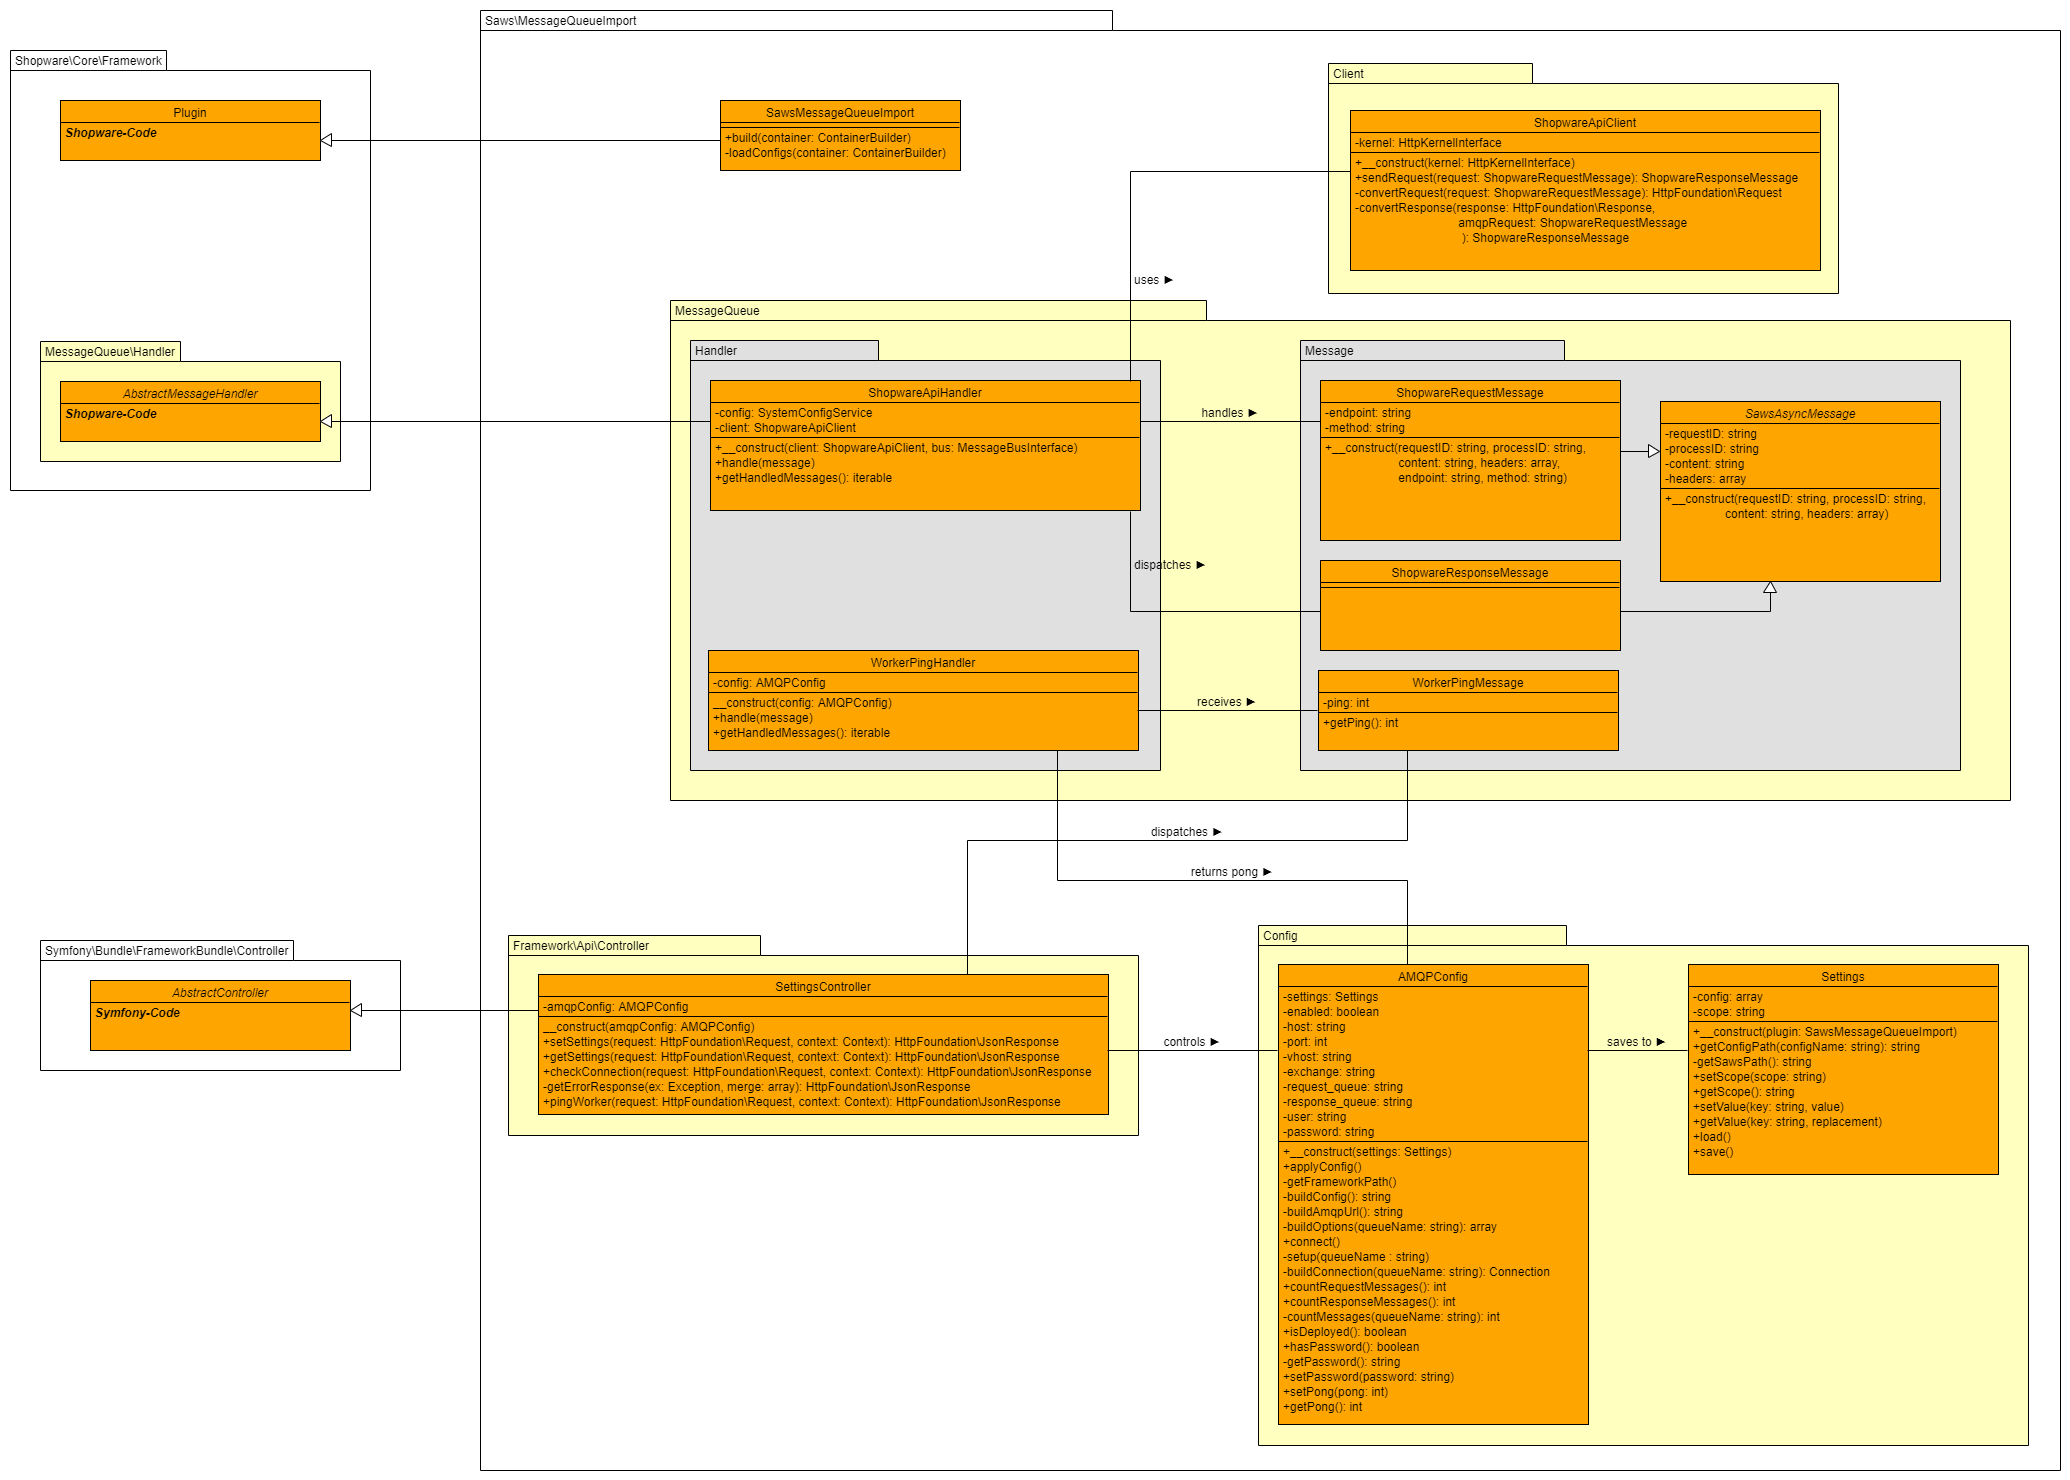 Saws\MessageQueueImport
Shopware\Core\Framework
Plugin
Shopware-Code
MessageQueue\Handler
AbstractMessageHandler
Shopware-Code
SawsMessageQueueImport
+build(container: ContainerBuilder)
-loadConfigs(container: ContainerBuilder)
Client
ShopwareApiClient
-kernel: HttpKernelInterface
+__construct(kernel: HttpKernelInterface)
+sendRequest(request: ShopwareRequestMessage): ShopwareResponseMessage
-convertRequest(request: ShopwareRequestMessage): HttpFoundation\Request
-convertResponse(response: HttpFoundation\Response,
amqpRequest: ShopwareRequestMessage
): ShopwareResponseMessage
uses ►
MessageQueue
Handler
ShopwareApiHandler
-config: SystemConfigService
-client: ShopwareApiClient
+__construct(client: ShopwareApiClient, bus: MessageBusInterface)
+handle(message)
+getHandledMessages(): iterable
handles ►
Message
ShopwareRequestMessage
-endpoint: string
-method: string
+__construct(requestID: string, processID: string,
content: string, headers: array,
endpoint: string, method: string)
SawsAsyncMessage
-requestID: string
-processID: string
-content: string
-headers: array
+__construct(requestID: string, processID: string,
content: string, headers: array)
dispatches ►
ShopwareResponseMessage
WorkerPingHandler
-config: AMQPConfig
__construct(config: AMQPConfig)
+handle(message)
+getHandledMessages(): iterable
receives ►
WorkerPingMessage
-ping: int
+getPing(): int
dispatches ►
returns pong ►
Symfony\Bundle\FrameworkBundle\Controller
AbstractController
Symfony-Code
Framework\Api\Controller
SettingsController
-amqpConfig: AMQPConfig
__construct(amqpConfig: AMQPConfig)
+setSettings(request: HttpFoundation\Request, context: Context): HttpFoundation\JsonResponse
+getSettings(request: HttpFoundation\Request, context: Context): HttpFoundation\JsonResponse
+checkConnection(request: HttpFoundation\Request, context: Context): HttpFoundation\JsonResponse
-getErrorResponse(ex: Exception, merge: array): HttpFoundation\JsonResponse
+pingWorker(request: HttpFoundation\Request, context: Context): HttpFoundation\JsonResponse
controls ►
Config
AMQPConfig
-settings: Settings
-enabled: boolean
-host: string
-port: int
-vhost: string
-exchange: string
-request_queue: string
-response_queue: string
-user: string
-password: string
+__construct(settings: Settings)
+applyConfig()
-getFrameworkPath()
-buildConfig(): string
-buildAmqpUrl(): string
-buildOptions(queueName: string): array
+connect()
-setup(queueName : string)
-buildConnection(queueName: string): Connection
+countRequestMessages(): int
+countResponseMessages(): int
-countMessages(queueName: string): int
+isDeployed(): boolean
+hasPassword(): boolean
-getPassword(): string
+setPassword(password: string)
+setPong(pong: int)
+getPong(): int
saves to ►
Settings
-config: array
-scope: string
+__construct(plugin: SawsMessageQueueImport)
+getConfigPath(configName: string): string
-getSawsPath(): string
+setScope(scope: string)
+getScope(): string
+setValue(key: string, value)
+getValue(key: string, replacement)
+load()
+save()